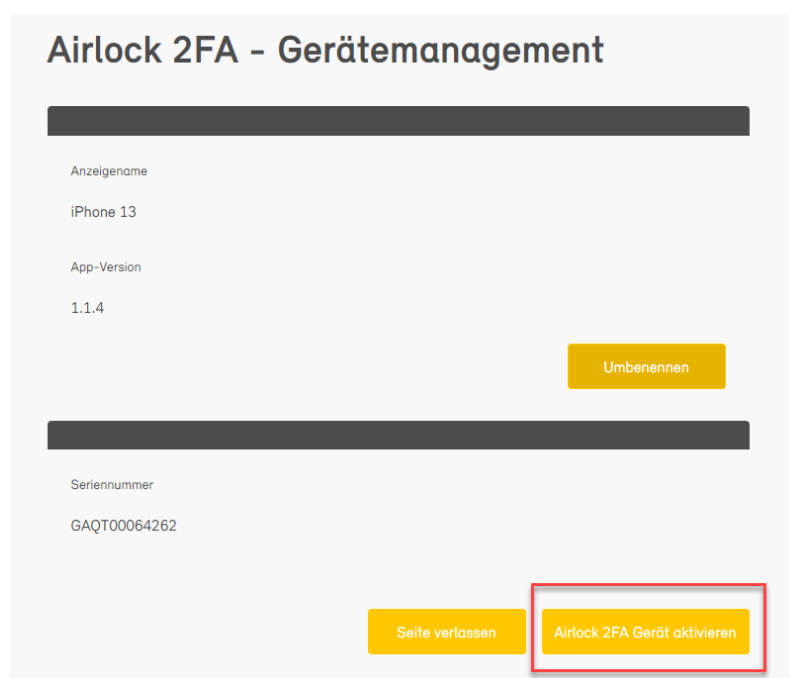 Airlock 2FA - Gerätemanagement
Anzeigename
iPhone 13
App-Version
1.1.4
Umbenennen
Seriennummer
GAQT00064262
Seite verlassen
Airlock 2FA Gerät aktivieren